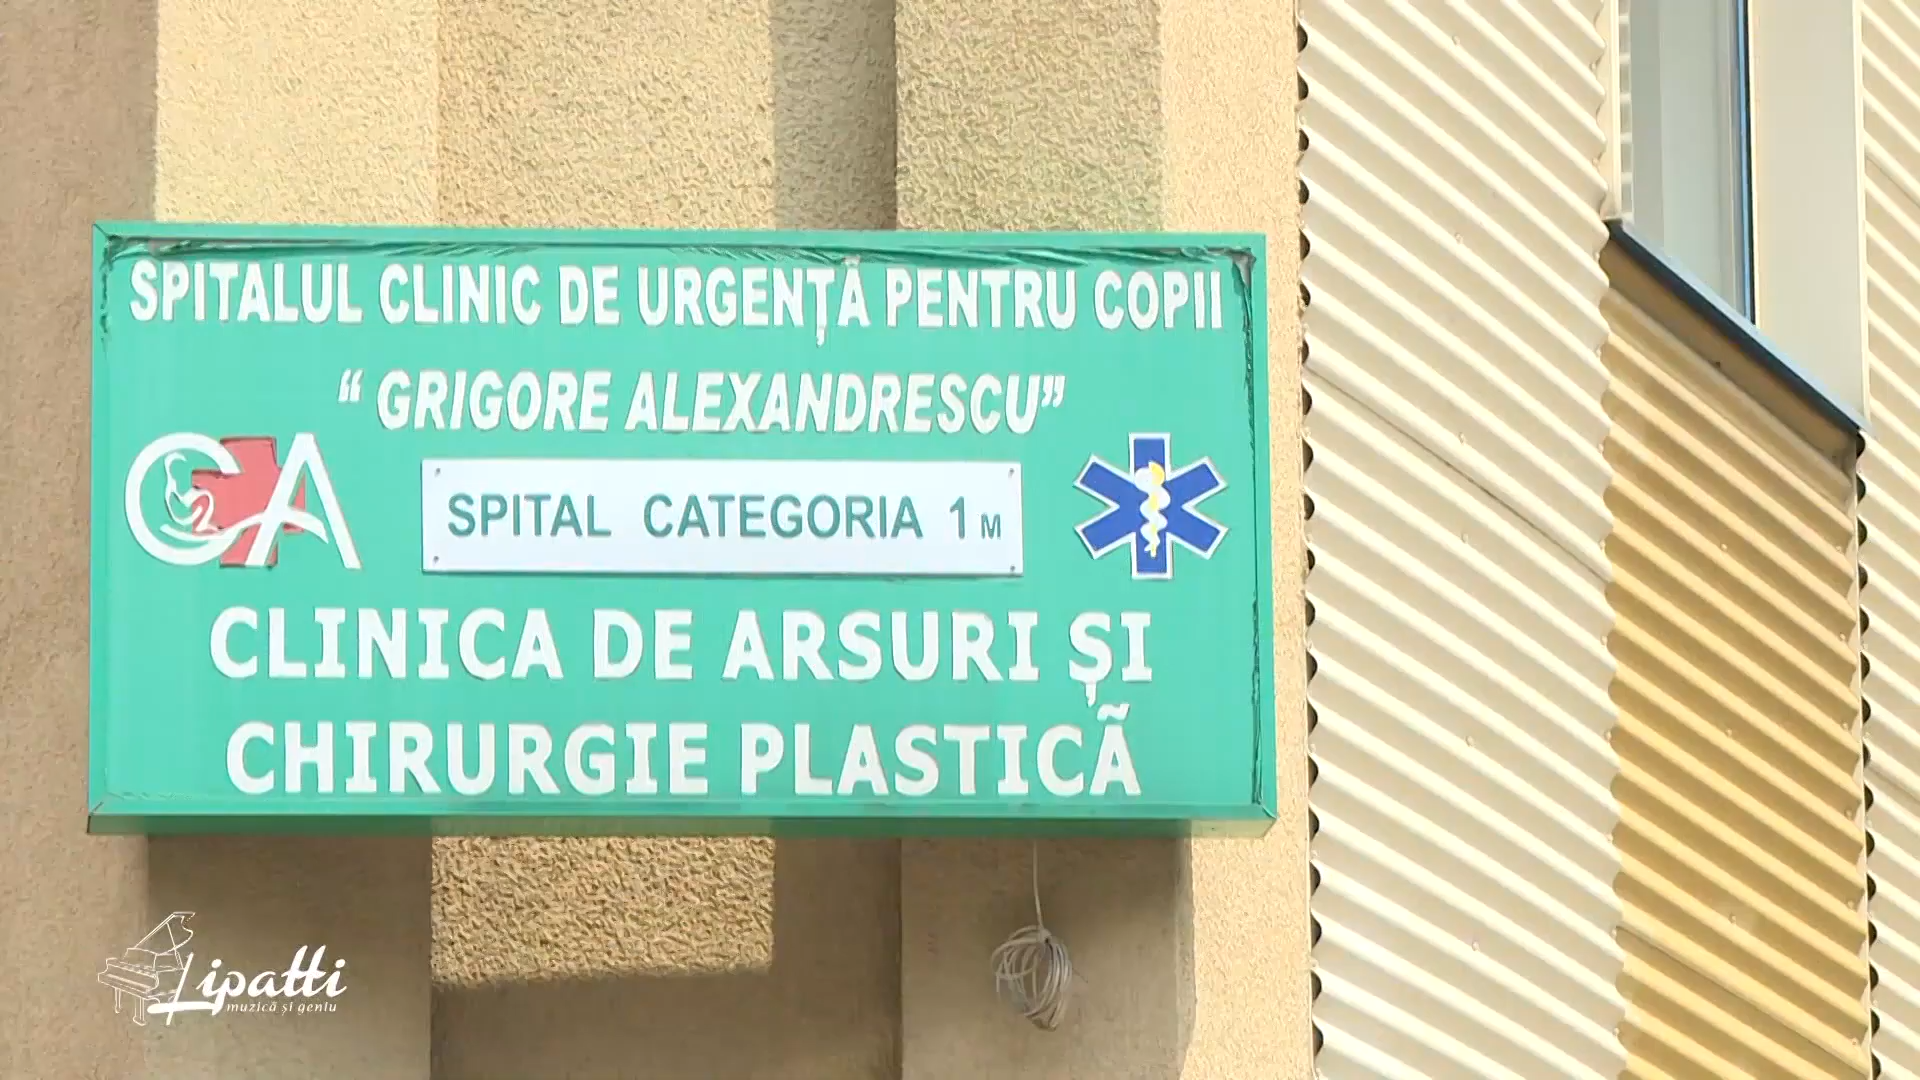 SPITALUL CLINIC DE URGENȚĂ PENTRU COPII
“ GRIGORE ALEXANDRESCU”
GA
SPITAL CATEGORIA 1 M
CLINICA DE ARSURI ȘI
CHIRURGIE PLASTICĂ
Lipatti
muzică și geniu